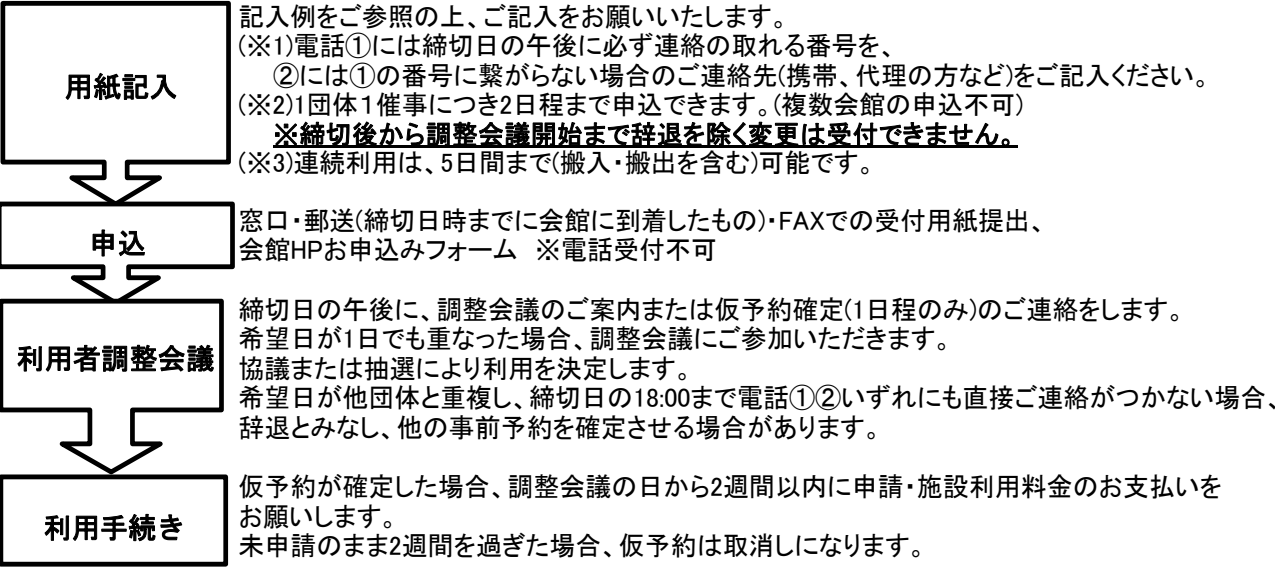 用紙記入
記入例をご参照の上、ご記入をお願いいたします。
(※1)電話①には締切日の午後に必ず連絡の取れる番号を、
②には①の番号に繋がらない場合のご連絡先(携帯、代理の方など)をご記入ください。
(※2)1団体1催事につき2日程まで申込できます。(複数会館の申込不可)
※締切後から調整会議開始まで辞退を除く変更は受付できません。
(※3)連続利用は、5日間まで(搬入・搬出を含む)可能です。
申込
窓口・郵送(締切日時までに会館に到着したもの)・FAXでの受付用紙提出、
会館HPお申込みフォーム ※電話受付不可
利用者調整会議
締切日の午後に、調整会議のご案内または仮予約確定(1日程のみ)のご連絡をします。
希望日が1日でも重なった場合、調整会議にご参加いただきます。
協議または抽選により利用を決定します。
希望日が他団体と重複し、締切日の18:00まで電話①②いずれにも直接ご連絡がつかない場合、
辞退とみなし、他の事前予約を確定させる場合があります。
利用手続き
仮予約が確定した場合、調整会議の日から2週間以内に申請・施設利用料金のお支払いを
お願いします。
未申請のまま2週間を過ぎた場合、仮予約は取消しになります。